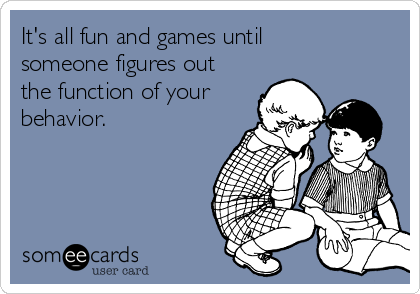 It's all fun and games until
someone figures out
the function of your
behavior.
someecards
user card